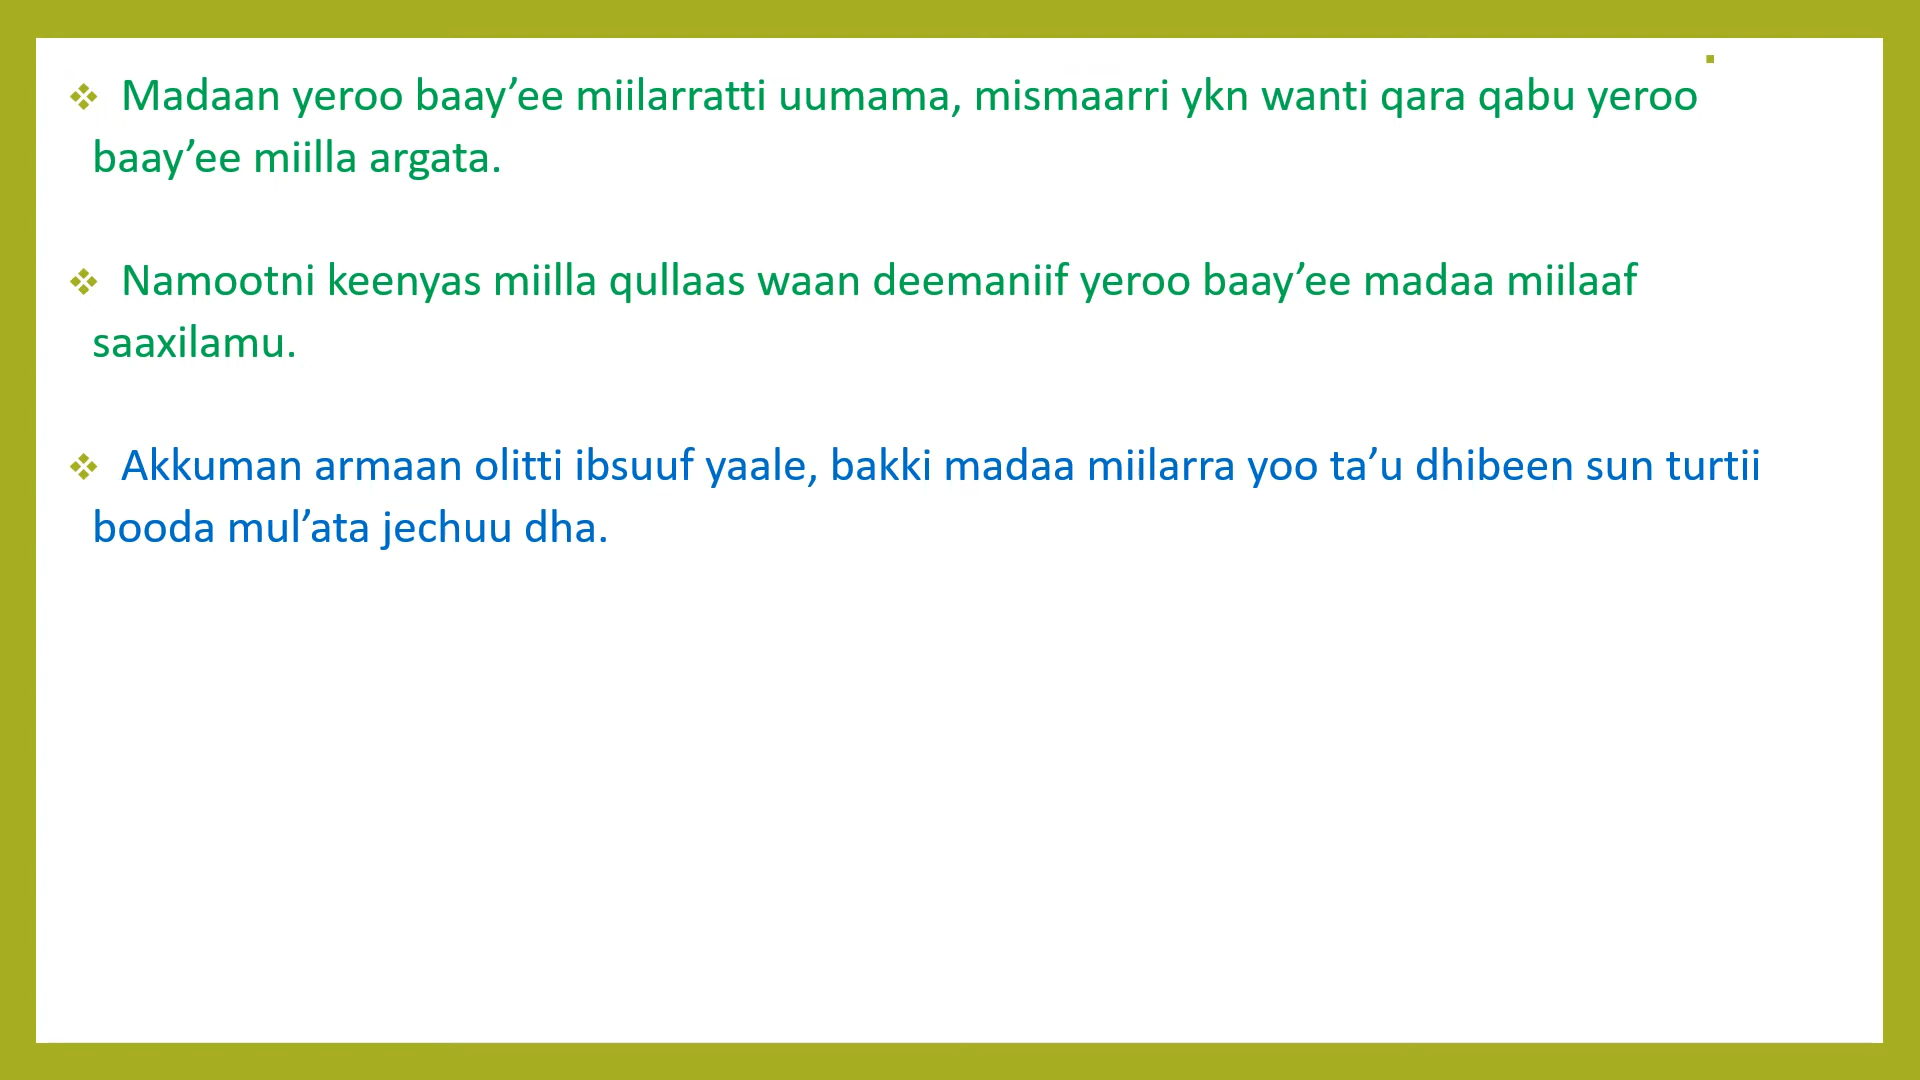 ❖ Madaan yeroo baay’ee miilarratti uumama, mismaarri ykn wanti qara qabu yeroo
baay’ee miilla argata.
❖ Namootni keenyas miilla qullaas waan deemaniif yeroo baay’ee madaa miilaaf
saaxilamu.
❖ Akkuman armaan olitti ibsuuf yaale, bakki madaa miilarra yoo ta’u dhibeen sun turtii
booda mul’ata jechuu dha.